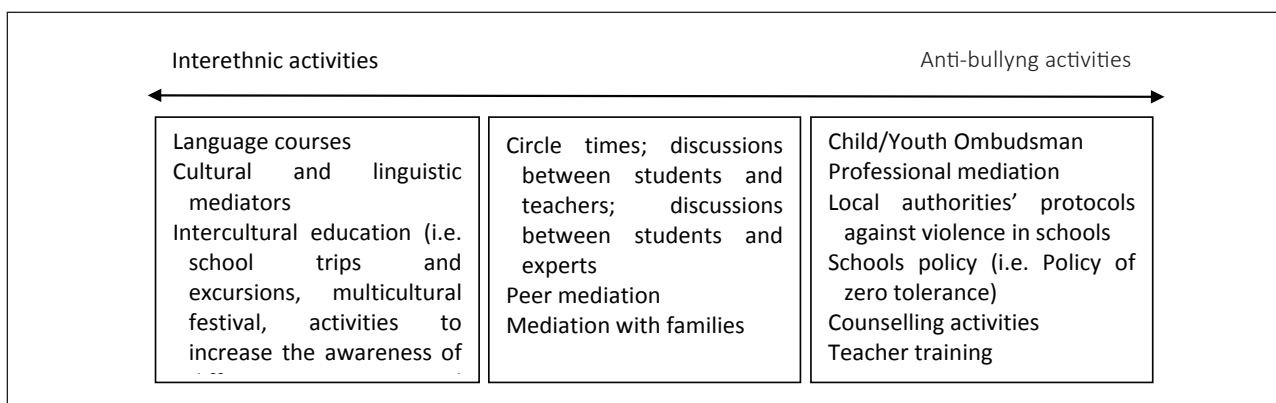 Interethnic activities
Anti-bullyng activities
Language courses
Cultural and linguistic
mediators
Intercultural education (i.e.
school trips and
excursions, multicultural
festival, activities to
increase the awareness of
Circle times; discussions
between students and
teachers; discussions
between students and
experts
Peer mediation
Mediation with families
Child/Youth Ombudsman
Professional mediation
Local authorities’ protocols
against violence in schools
Schools policy (i.e. Policy of
zero tolerance)
Counselling activities
Teacher training